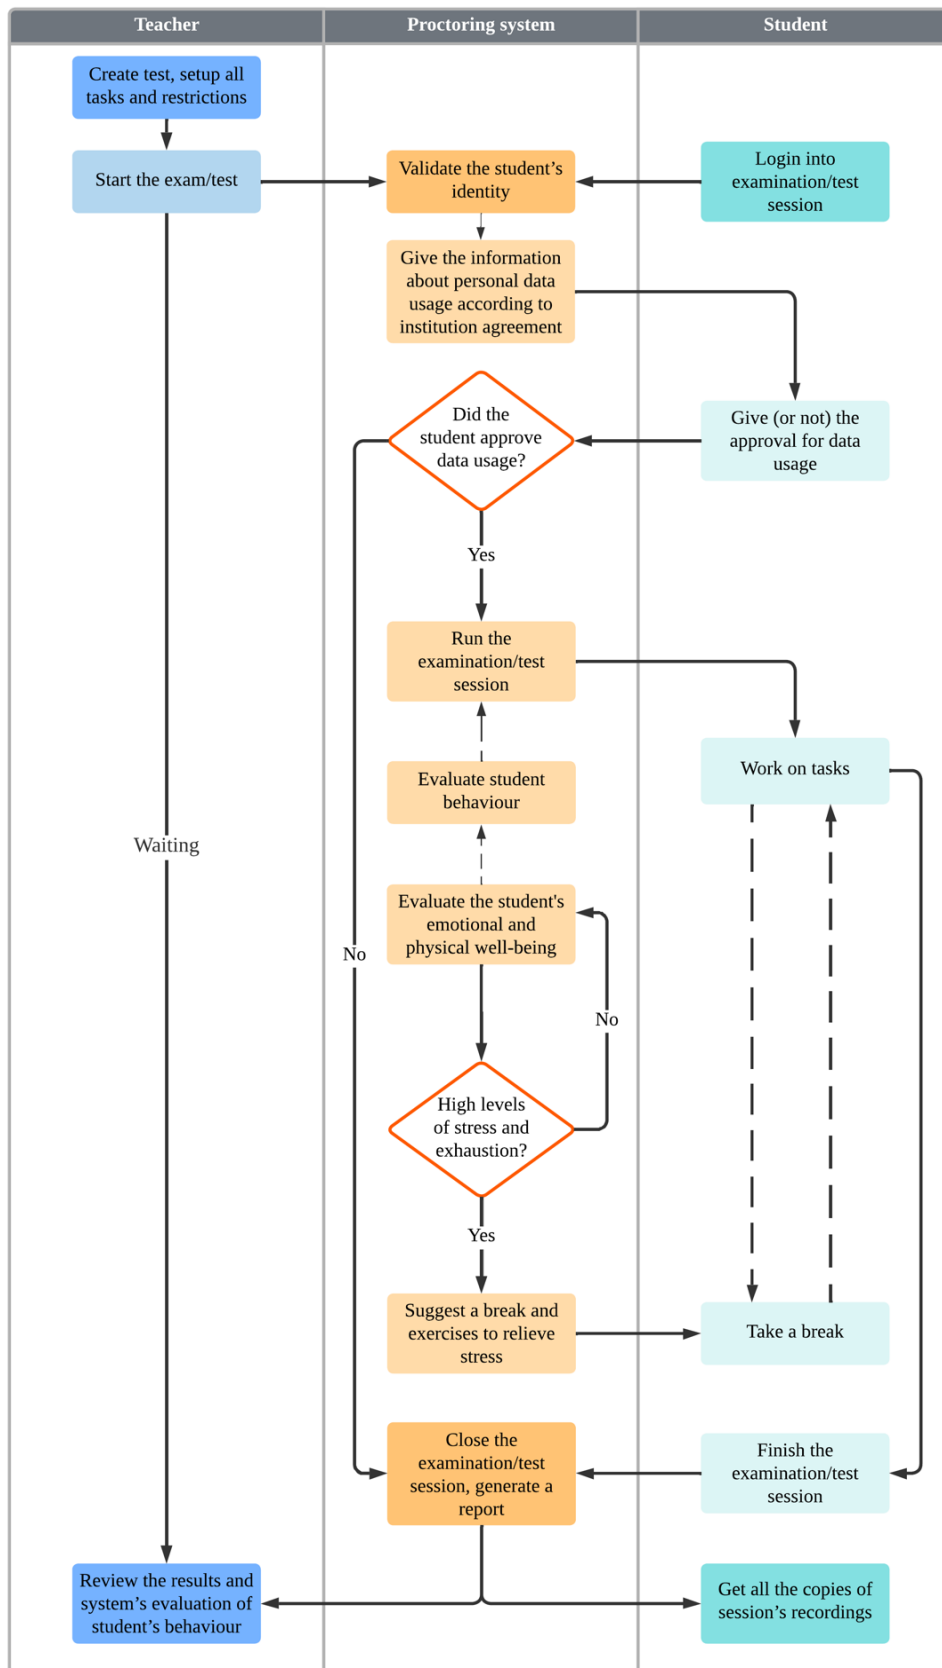 Teacher
Proctoring system
Student
Create test, setup all
tasks and restrictions
Start the exam/test
Validate the student’s
identity
Login into
examination/test
session
Give the information
about personal data
usage according to
institution agreement
Did the
student approve
data usage?
Give (or not) the
approval for data
usage
Yes
Run the
examination/test
session
Work on tasks
Evaluate student
behaviour
Waiting
Evaluate the student's
emotional and
physical well-being
No
No
High levels
of stress and
exhaustion?
Yes
Suggest a break and
exercises to relieve
stress
Take a break
Close the
examination/test
session, generate a
report
Finish the
examination/test
session
Review the results and
system’s evaluation of
student’s behaviour
Get all the copies of
session’s recordings